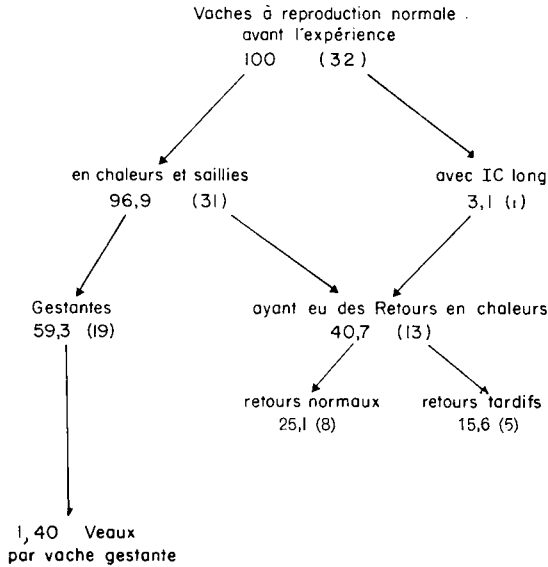 Vaches à reproduction normale
avant l'expérience
100 (32)
en chaleurs et saillies
96,9 (31)
avec IC long
3,1 (1)
Gestantes
59,3 (19)
ayant eu des Retours en chaleurs
40,7 (13)
retours normaux
25,1 (8)
retours tardifs
15,6 (5)
1,40 Veaux
par vache gestante